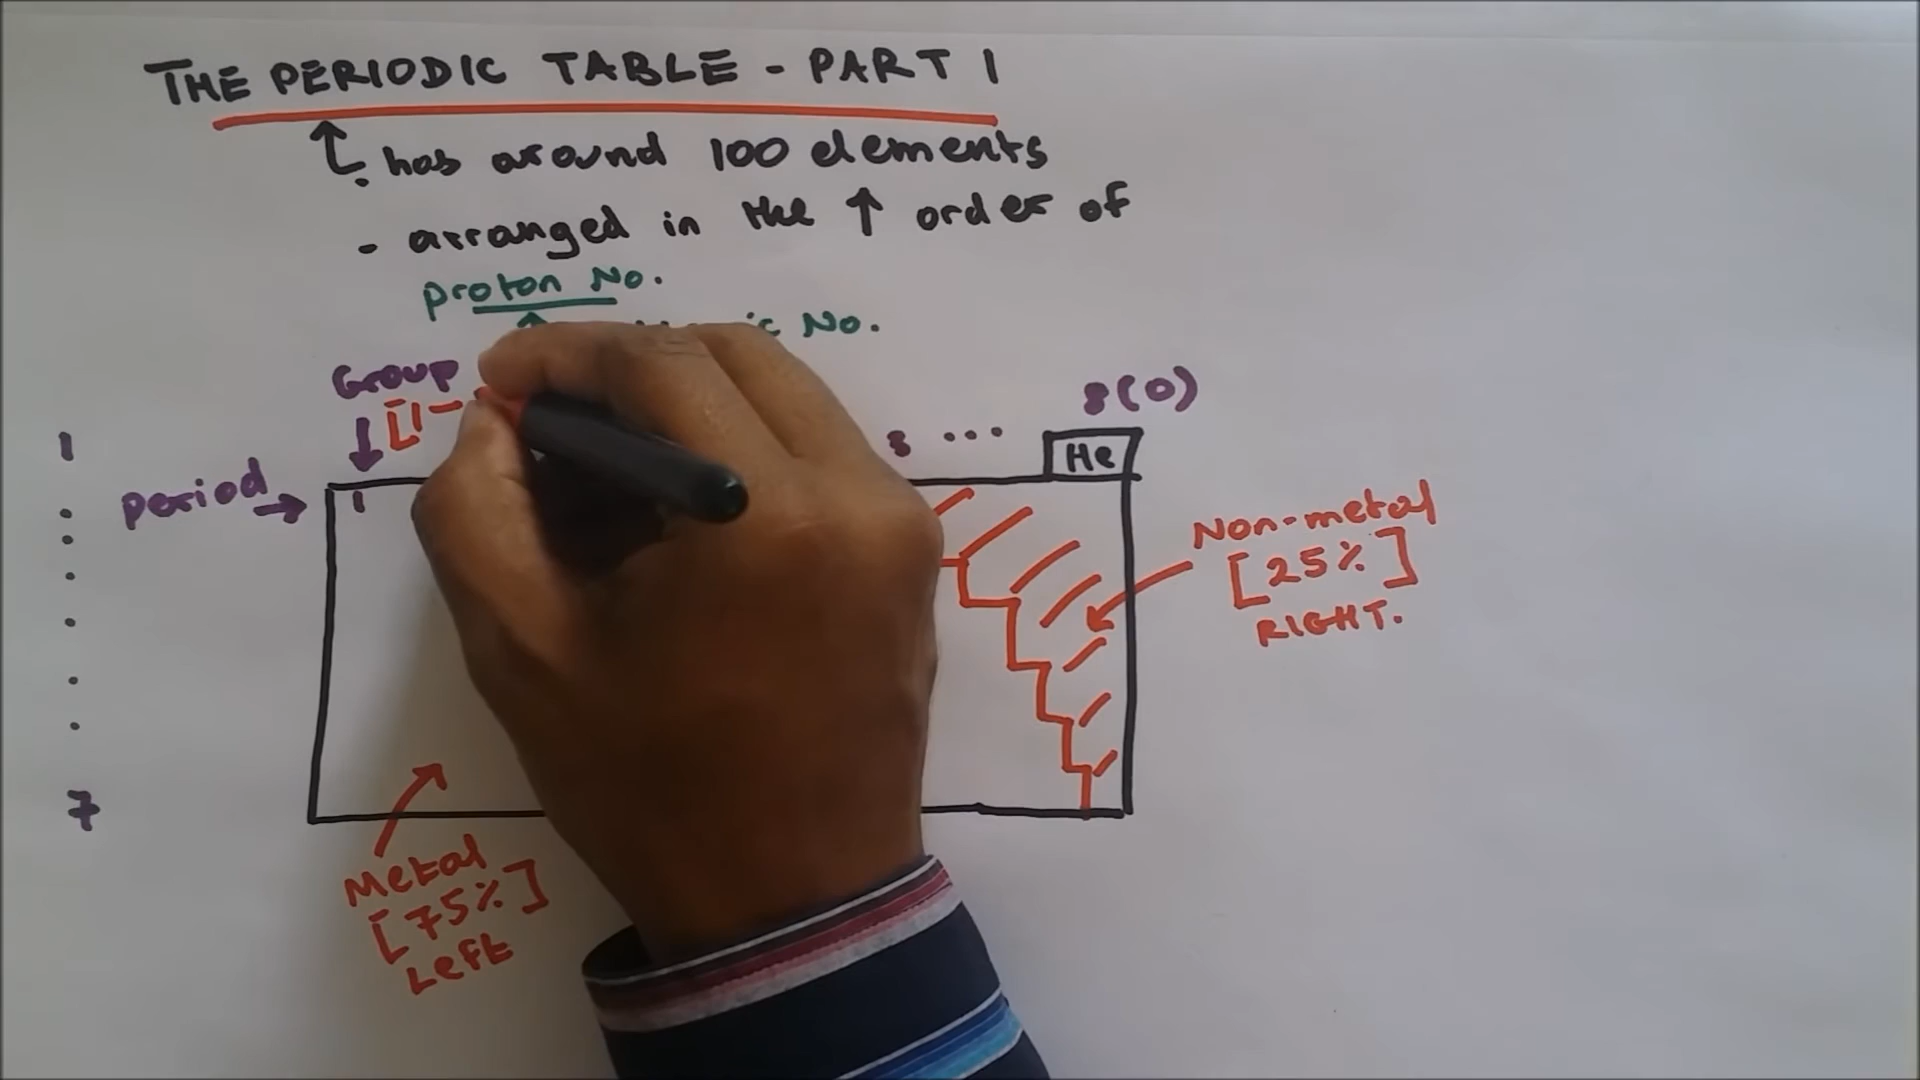 THE PERIODIC TABLE - PART 1
. has around 100 elements
- arranged in the ↑ order of
proton No.
No.
Group
[1-
8(0)
1
...
He
Period →
1
Non-metal
[25%]
RIGHT.
7
Metal
[75%]
Left